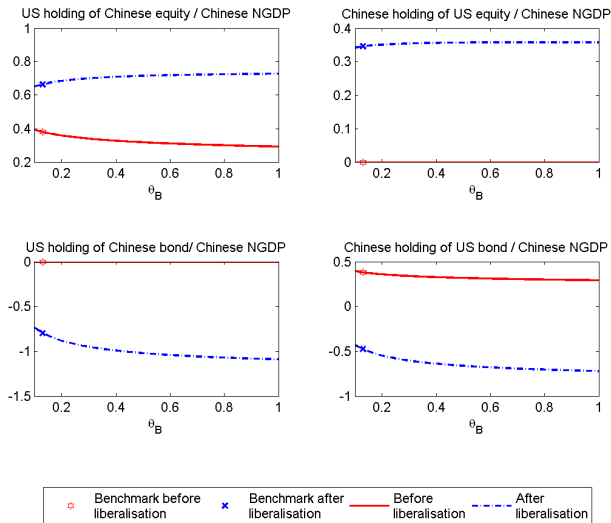 US holding of Chinese equity / Chinese NGDP
Chinese holding of US equity / Chinese NGDP
1
0.8
0.6
0.4
0.2
0.2 0.4 0.6 0.8 1
θB
0.4
0.3
0.2
0.1
0
0.2 0.4 0.6 0.8 1
θB
US holding of Chinese bond/ Chinese NGDP
Chinese holding of US bond / Chinese NGDP
0
-0.5
-1
-1.5
0.2 0.4 0.6 0.8 1
θB
0.5
0
-0.5
-1
0.2 0.4 0.6 0.8 1
θB
Benchmark before
liberalisation
Benchmark after
liberalisation
Before
liberalisation
After
liberalisation